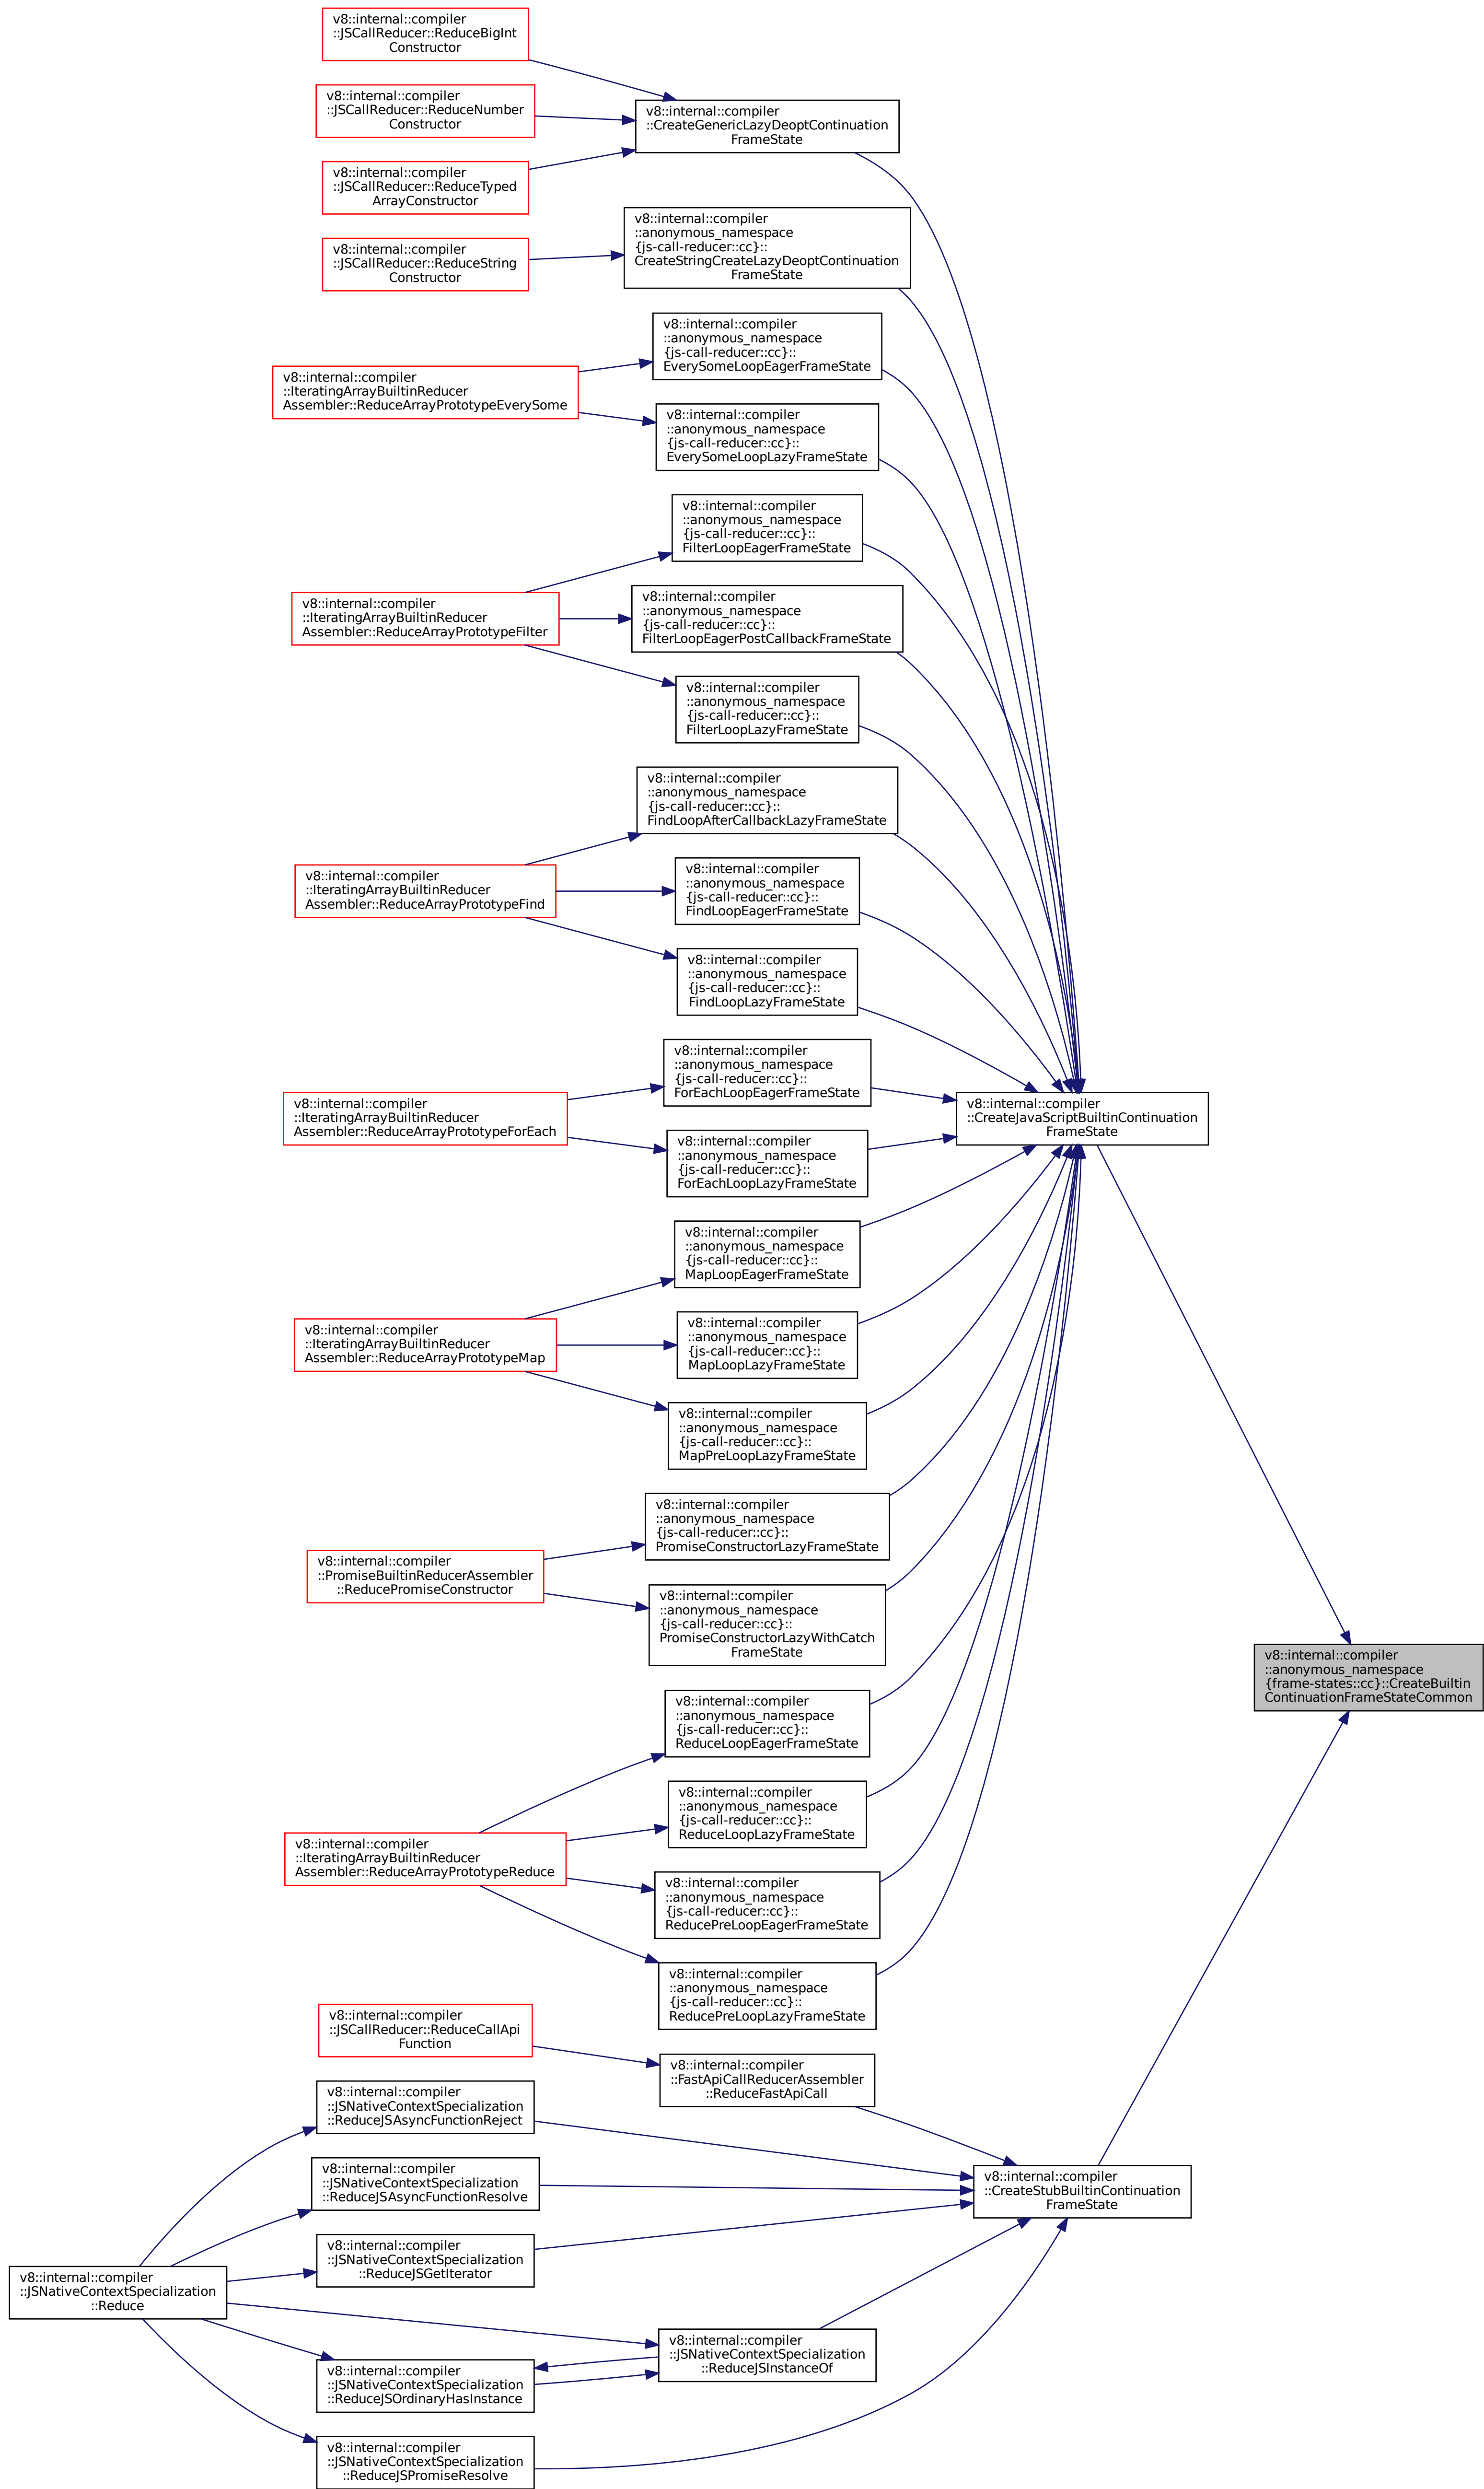 v8::internal::compiler
::JSCallReducer::ReduceBigInt
Constructor
v8::internal::compiler
::JSCallReducer::ReduceNumber
Constructor
v8::internal::compiler
::JSCallReducer::ReduceTyped
ArrayConstructor
v8::internal::compiler
::JSCallReducer::ReduceString
Constructor
v8::internal::compiler
::CreateGenericLazyDeoptContinuation
FrameState
v8::internal::compiler
::anonymous_namespace
{js-call-reducer::cc}::
CreateStringCreateLazyDeoptContinuation
FrameState
v8::internal::compiler
::anonymous_namespace
{js-call-reducer::cc}::
EverySomeLoopEagerFrameState
v8::internal::compiler
::IteratingArrayBuiltinReducer
Assembler::ReduceArrayPrototypeEverySome
v8::internal::compiler
::anonymous_namespace
{js-call-reducer::cc}::
EverySomeLoopLazyFrameState
v8::internal::compiler
::anonymous_namespace
{js-call-reducer::cc}::
FilterLoopEagerFrameState
v8::internal::compiler
::IteratingArrayBuiltinReducer
Assembler::ReduceArrayPrototypeFilter
v8::internal::compiler
::anonymous_namespace
{js-call-reducer::cc}::
FilterLoopEagerPostCallbackFrameState
v8::internal::compiler
::anonymous_namespace
{js-call-reducer::cc}::
FilterLoopLazyFrameState
v8::internal::compiler
::anonymous_namespace
{js-call-reducer::cc}::
FindLoopAfterCallbackLazyFrameState
v8::internal::compiler
::IteratingArrayBuiltinReducer
Assembler::ReduceArrayPrototypeFind
v8::internal::compiler
::anonymous_namespace
{js-call-reducer::cc}::
FindLoopEagerFrameState
v8::internal::compiler
::anonymous_namespace
{js-call-reducer::cc}::
FindLoopLazyFrameState
v8::internal::compiler
::anonymous_namespace
{js-call-reducer::cc}::
ForEachLoopEagerFrameState
v8::internal::compiler
::IteratingArrayBuiltinReducer
Assembler::ReduceArrayPrototypeForEach
v8::internal::compiler
::CreateJavaScriptBuiltinContinuation
FrameState
v8::internal::compiler
::anonymous_namespace
{js-call-reducer::cc}::
ForEachLoopLazyFrameState
v8::internal::compiler
::anonymous_namespace
{js-call-reducer::cc}::
MapLoopEagerFrameState
v8::internal::compiler
::IteratingArrayBuiltinReducer
Assembler::ReduceArrayPrototypeMap
v8::internal::compiler
::anonymous_namespace
{js-call-reducer::cc}::
MapLoopLazyFrameState
v8::internal::compiler
::anonymous_namespace
{js-call-reducer::cc}::
MapPreLoopLazyFrameState
v8::internal::compiler
::anonymous_namespace
{js-call-reducer::cc}::
PromiseConstructorLazyFrameState
v8::internal::compiler
::PromiseBuiltinReducerAssembler
::ReducePromiseConstructor
v8::internal::compiler
::anonymous_namespace
{js-call-reducer::cc}::
PromiseConstructorLazyWithCatch
FrameState
v8::internal::compiler
::anonymous_namespace
{frame-states::cc}::CreateBuiltin
ContinuationFrameStateCommon
v8::internal::compiler
::anonymous_namespace
{js-call-reducer::cc}::
ReduceLoopEagerFrameState
v8::internal::compiler
::anonymous_namespace
{js-call-reducer::cc}::
ReduceLoopLazyFrameState
v8::internal::compiler
::IteratingArrayBuiltinReducer
Assembler::ReduceArrayPrototypeReduce
v8::internal::compiler
::anonymous_namespace
{js-call-reducer::cc}::
ReducePreLoopEagerFrameState
v8::internal::compiler
::anonymous_namespace
{js-call-reducer::cc}::
ReducePreLoopLazyFrameState
v8::internal::compiler
::JSCallReducer::ReduceCallApi
Function
v8::internal::compiler
::FastApiCallReducerAssembler
::ReduceFastApiCall
v8::internal::compiler
::JSNativeContextSpecialization
::ReduceJSAsyncFunctionReject
v8::internal::compiler
::JSNativeContextSpecialization
::ReduceJSAsyncFunctionResolve
v8::internal::compiler
::CreateStubBuiltinContinuation
FrameState
v8::internal::compiler
::JSNativeContextSpecialization
::ReduceJSGetIterator
v8::internal::compiler
::JSNativeContextSpecialization
::Reduce
v8::internal::compiler
::JSNativeContextSpecialization
::ReduceJSInstanceOf
v8::internal::compiler
::JSNativeContextSpecialization
::ReduceJSOrdinaryHasInstance
v8::internal::compiler
::JSNativeContextSpecialization
::ReduceJSPromiseResolve